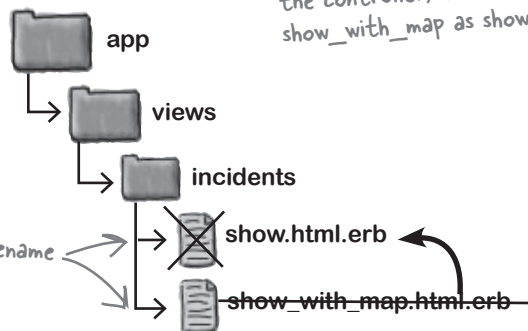 the controller,
show_with_map as show
app
views
incidents
ename
show.html.erb
show_with_map.html.erb